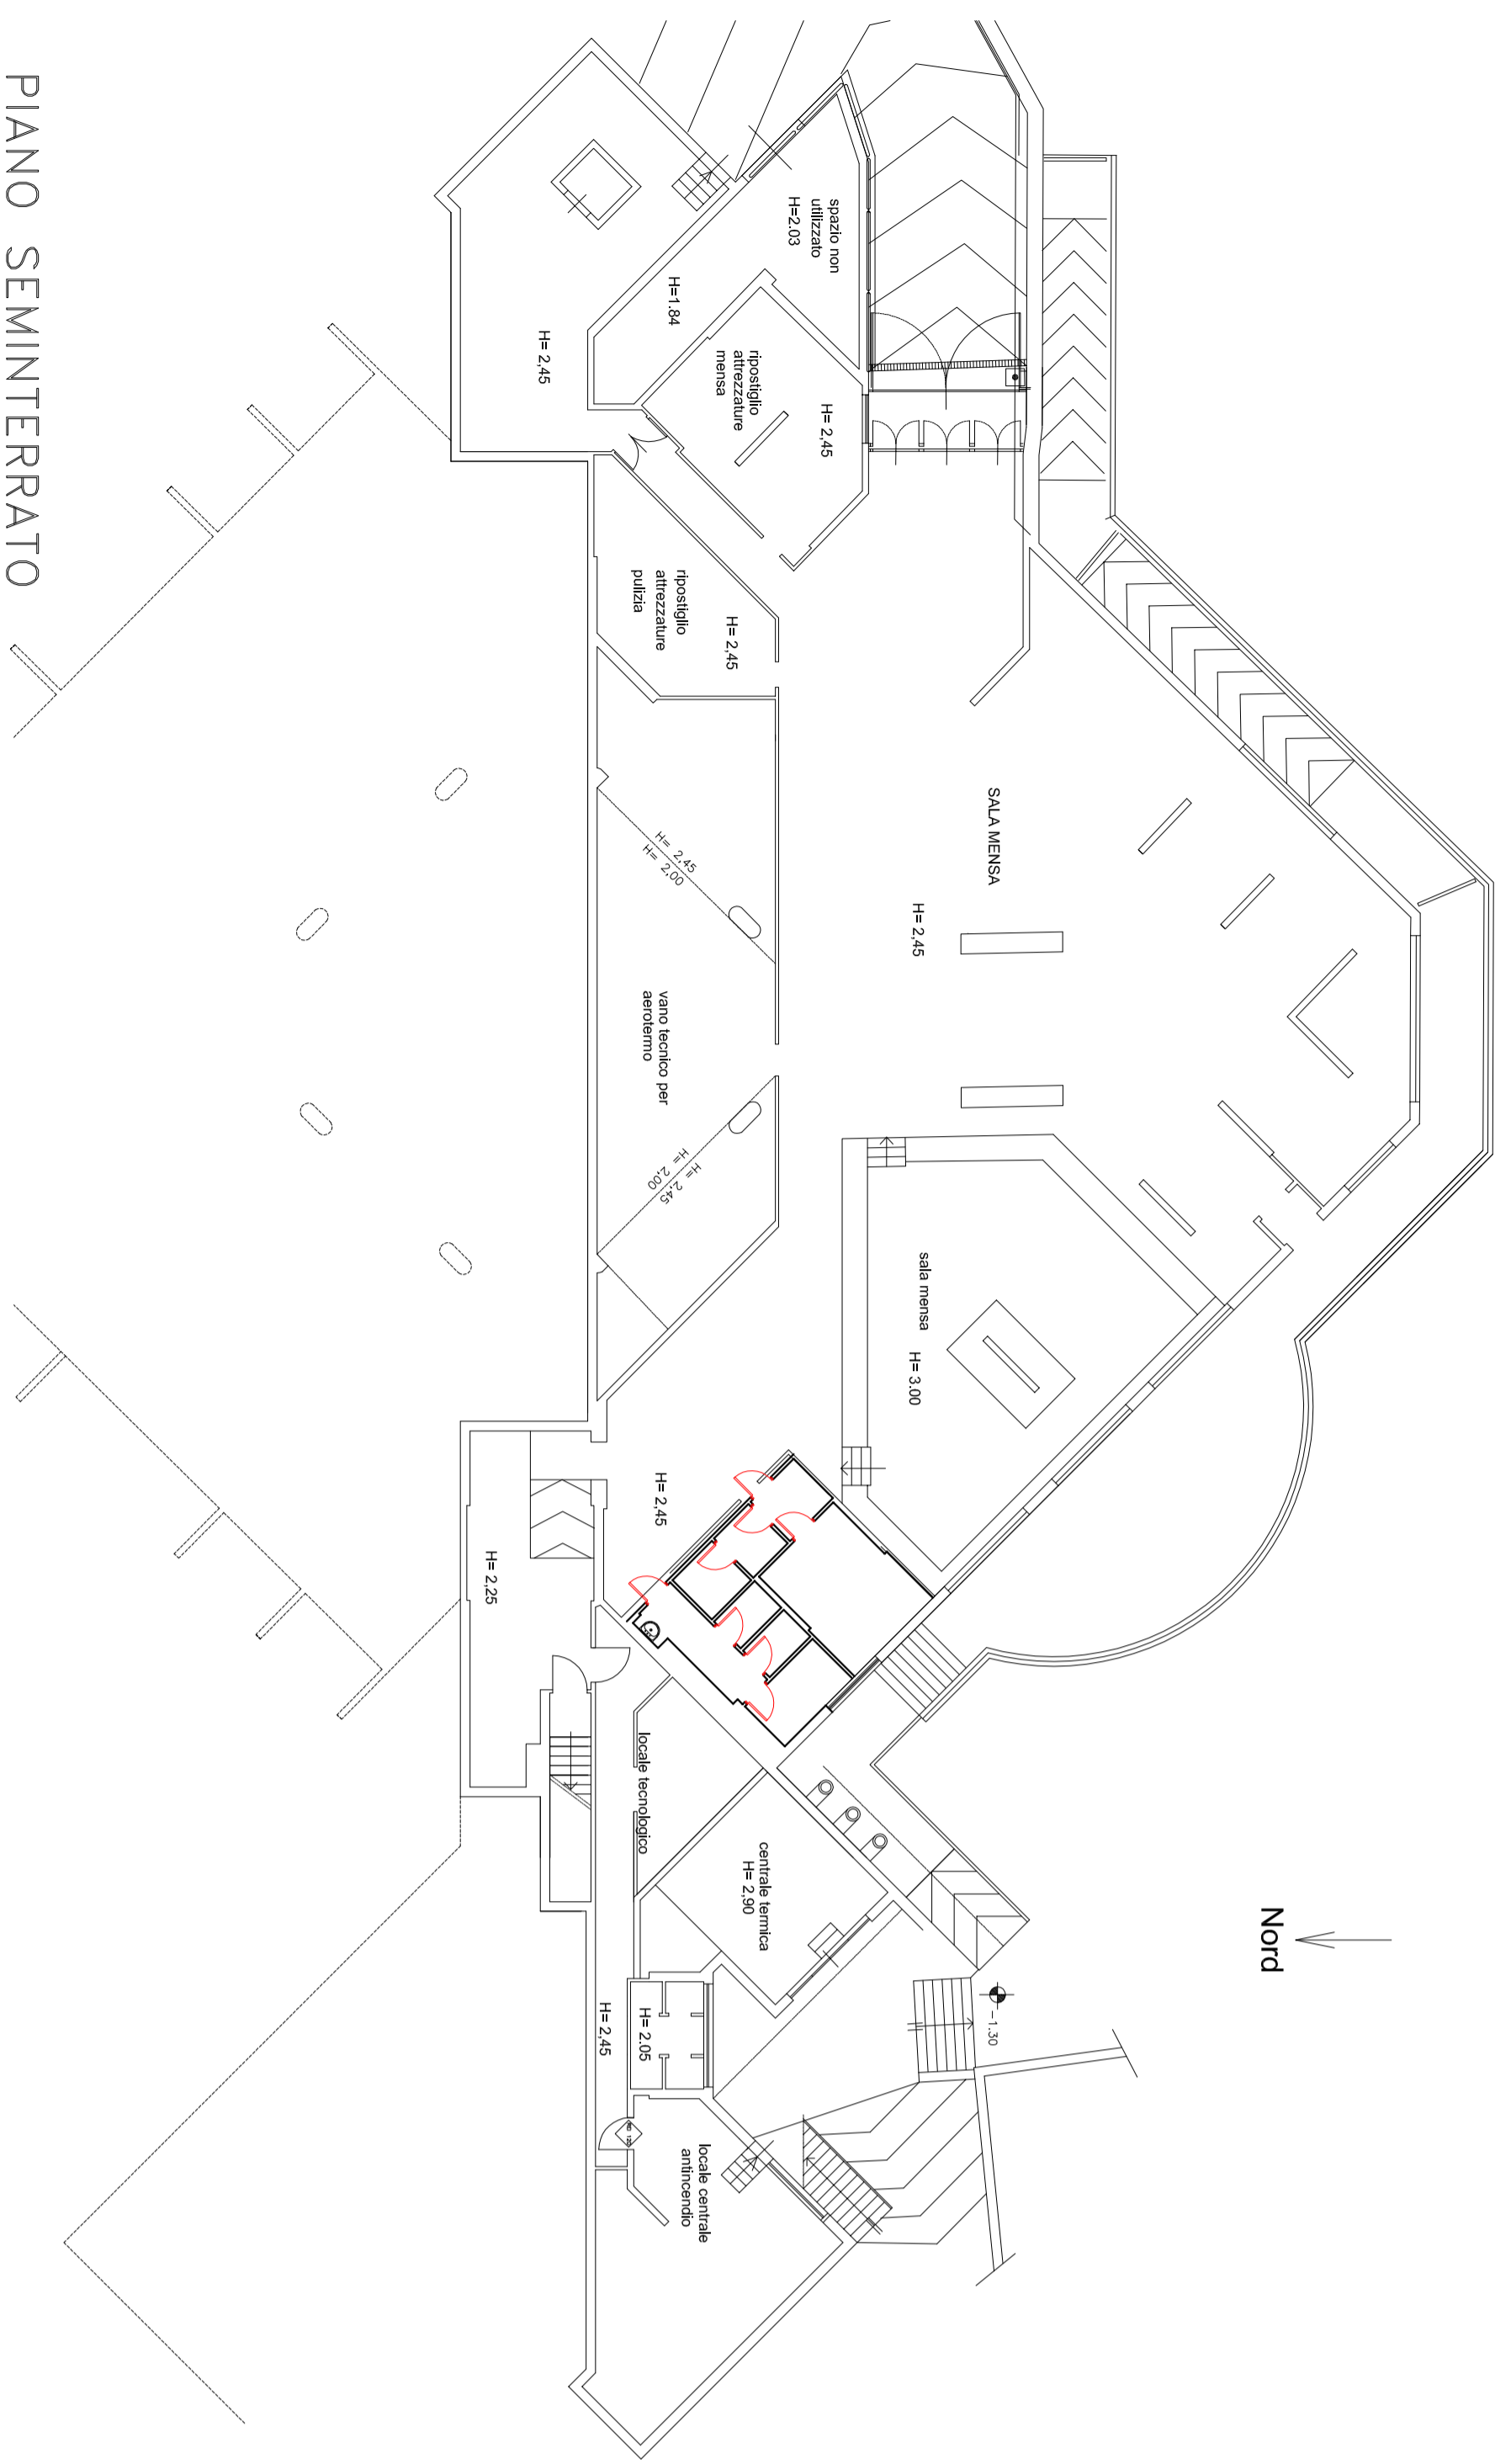 PIANO SEMINTERRATO
spazio non
utilizzato
H=2.03
H=1.84
H= 2,45
ripostiglio
attrezzature
mensa
H= 2,45
ripostiglio
attrezzature
pulizia
H= 2,45
SALA MENSA
H= 2,45
H= 2,45
H= 2,00
vano tecnico per
aerotermo
H= 2,45
H= 2,00
sala mensa
H= 3.00
H= 2,45
H= 2,25
locale tecnologico
centrale termica
H= 2,90
Nord
-1.30
H= 2.05
H= 2,45
locale centrale
antincendio